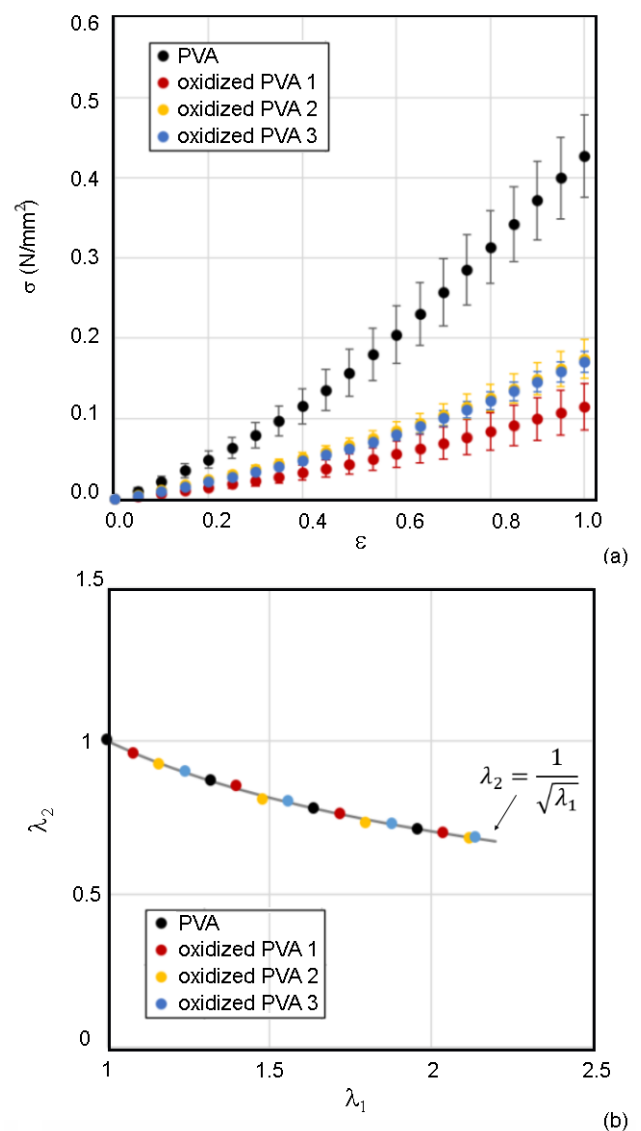 0.6
0.5
0.4
0.3
0.2
0.1
0.0
σ (N/mm²)
PVA
oxidized PVA 1
oxidized PVA 2
oxidized PVA 3
0.0 0.2 0.4 0.6 0.8 1.0
ε
(a)
1.5
1
0.5
0
λ₂
λ₂ = 1/√λ₁
PVA
oxidized PVA 1
oxidized PVA 2
oxidized PVA 3
1 1.5 2 2.5
λ₁
(b)